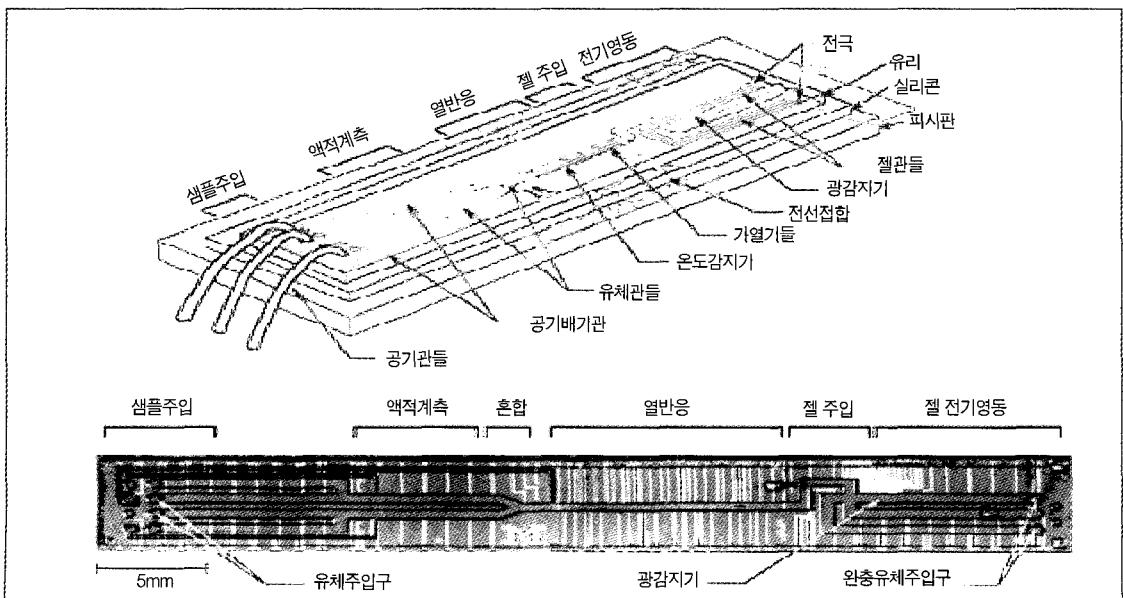 전극
유리
실리콘
피시판
젤관들
광감지기
전선접합
가열기들
온도감지기
유체관들
공기배기관
공기관들
샘플주입
액적계측
열반응
젤 주입
전기영동
샘플주입 액적계측 혼합 열반응 젤 주입 젤 전기영동
5mm 유체주입구 광감지기 완충유체주입구